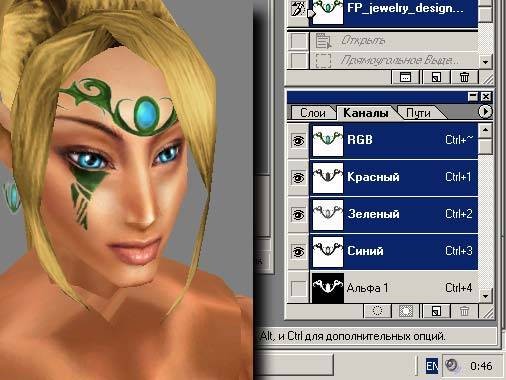 FP_jewelry_design...
Открыть
Прямоугольное Выде...
Слои Каналы Пути
RGB Ctrl+~
Красный Ctrl+1
Зеленый Ctrl+2
Синий Ctrl+3
Альфа 1 Ctrl+4
Alt, и Ctrl для дополнительных опций.
EN 0:46